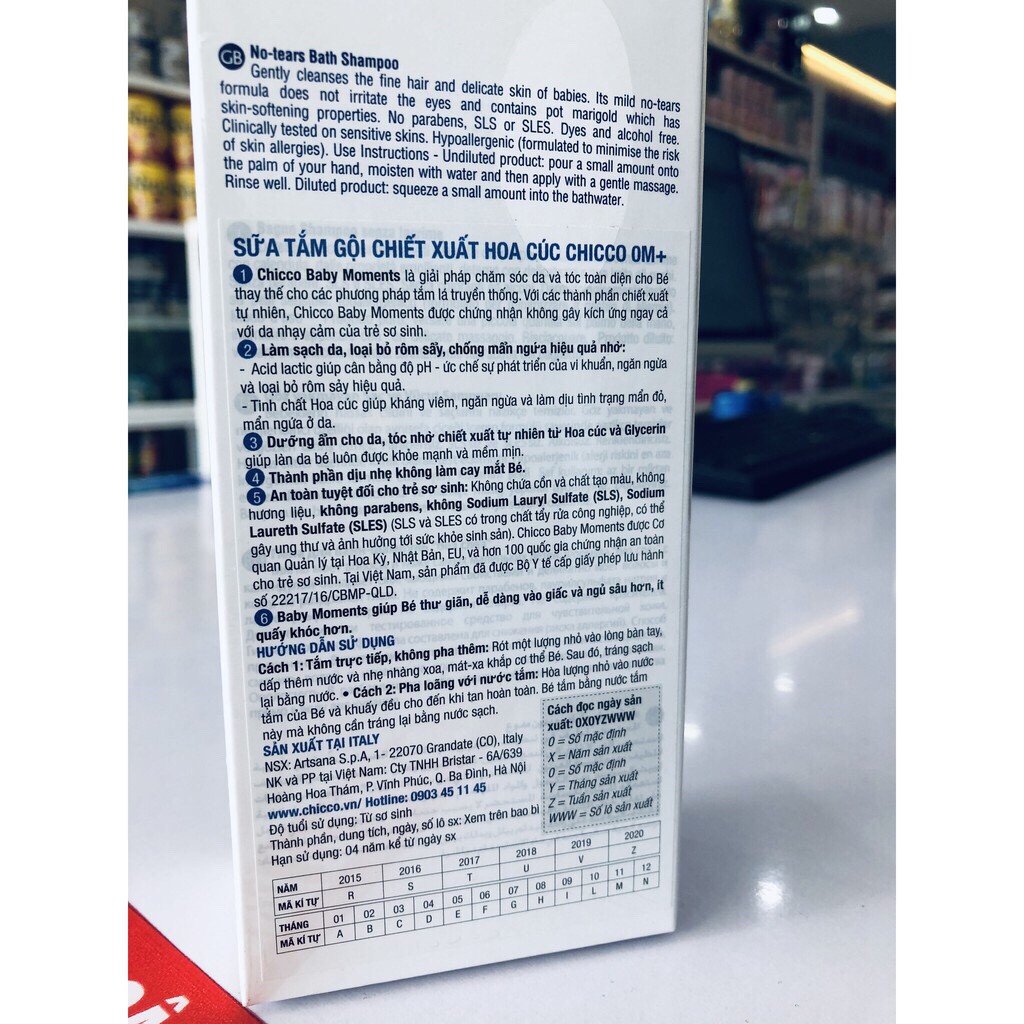 GB No-tears Bath Shampoo
Gently cleanses the fine hair and delicate skin of babies. Its mild no-tears
formula does not irritate the eyes and contains pot marigold which has
skin-softening properties. No parabens, SLS or SLES. Dyes and alcohol free.
Clinically tested on sensitive skins. Hypoallergenic (formulated to minimise the risk
of skin allergies). Use Instructions - Undiluted product: pour a small amount onto
the palm of your hand, moisten with water and then apply with a gentle massage.
Rinse well. Diluted product: squeeze a small amount into the bathwater.
SỮA TẮM GỘI CHIẾT XUẤT HOA CÚC CHICCO 0M+
1 Chicco Baby Moments là giải pháp chăm sóc da và tóc toàn diện cho Bé
thay thế cho các phương pháp tắm lá truyền thống. Với các thành phần chiết xuất
tự nhiên, Chicco Baby Moments được chứng nhận không gây kích ứng ngay cả
với da nhạy cảm của trẻ sơ sinh.
2 Làm sạch da, loại bỏ rôm sẩy, chống mẩn ngứa hiệu quả nhờ:
- Acid lactic giúp cân bằng độ pH - ức chế sự phát triển của vi khuẩn, ngăn ngừa
và loại bỏ rôm sảy hiệu quả.
- Tinh chất Hoa cúc giúp kháng viêm, ngăn ngừa và làm dịu tình trạng mẩn đỏ,
mẩn ngứa ở da.
3 Dưỡng ẩm cho da, tóc nhờ chiết xuất tự nhiên từ Hoa cúc và Glycerin
giúp làn da bé luôn được khỏe mạnh và mềm mịn.
4 Thành phần dịu nhẹ không làm cay mắt Bé.
5 An toàn tuyệt đối cho trẻ sơ sinh: Không chứa cồn và chất tạo màu, không
hương liệu, không parabens, không Sodium Lauryl Sulfate (SLS), Sodium
Laureth Sulfate (SLES) (SLS và SLES có trong chất tẩy rửa công nghiệp, có thể
gây ung thư và ảnh hưởng tới sức khỏe sinh sản). Chicco Baby Moments được Cơ
quan Quản lý tại Hoa Kỳ, Nhật Bản, EU, và hơn 100 quốc gia chứng nhận an toàn
cho trẻ sơ sinh. Tại Việt Nam, sản phẩm đã được Bộ Y tế cấp giấy phép lưu hành
số 22217/16/CBMP-QLD.
6 Baby Moments giúp Bé thư giãn, dễ dàng vào giấc và ngủ sâu hơn, ít
quấy khóc hơn.
HƯỚNG DẪN SỬ DỤNG
Cách 1: Tắm trực tiếp, không pha thêm: Rót một lượng nhỏ vào lòng bàn tay,
dấp thêm nước và nhẹ nhàng xoa, mát-xa khắp cơ thể Bé. Sau đó, tráng sạch
lại bằng nước. • Cách 2: Pha loãng với nước tắm: Hòa lượng nhỏ vào nước
tắm của Bé và khuấy đều cho đến khi tan hoàn toàn. Bé tắm bằng nước tắm
này mà không cần tráng lại bằng nước sạch.
SẢN XUẤT TẠI ITALY
NSX: Artsana S.p.A, 1- 22070 Grandate (CO), Italy
NK và PP tại Việt Nam: Cty TNHH Bristar - 6A/639
Hoàng Hoa Thám, P. Vĩnh Phúc, Q. Ba Đình, Hà Nội
www.chicco.vn/ Hotline: 0903 45 11 45
Độ tuổi sử dụng: Từ sơ sinh
Thành phần, dung tích, ngày, số lô sx: Xem trên bao bì
Hạn sử dụng: 04 năm kể từ ngày sx
Cách đọc ngày sản
xuất: 0X0YZWWW
0 = Số mặc định
X = Năm sản xuất
0 = Số mặc định
Y = Tháng sản xuất
Z = Tuần sản xuất
WWW = Số lô sản xuất
NĂM 2015 2016 2017 2018 2019 2020
MÃ KÍ TỰ R S T U V Z
THÁNG 01 02 03 04 05 06 07 08 09 10 11 12
MÃ KÍ TỰ A B C D E F G H I L M N